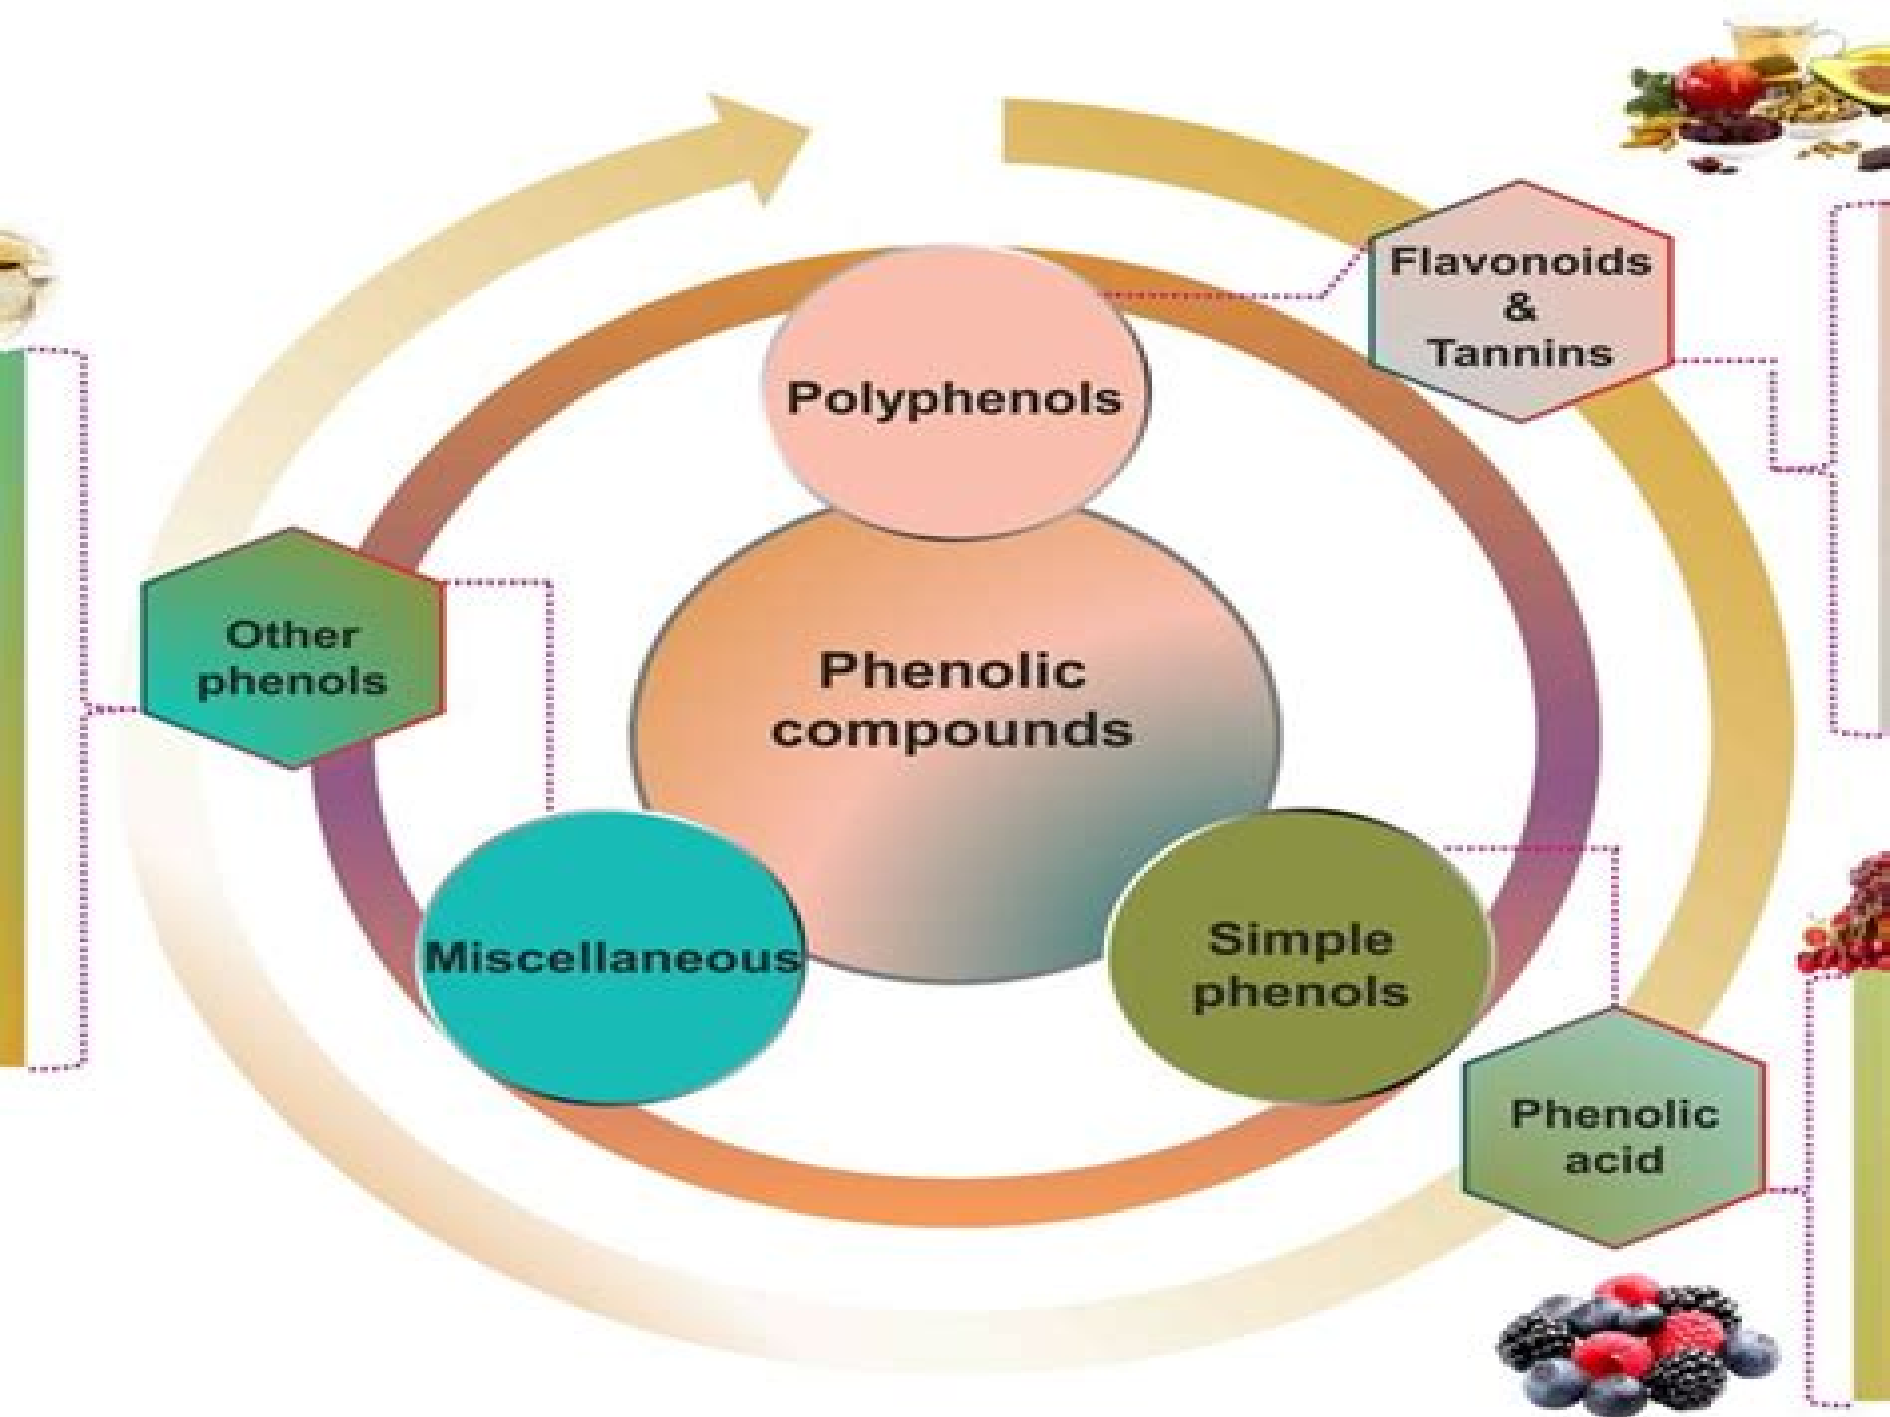 Flavonoids
&
Tannins
Polyphenols
Other
phenols
Phenolic
compounds
Miscellaneous
Simple
phenols
Phenolic
acid